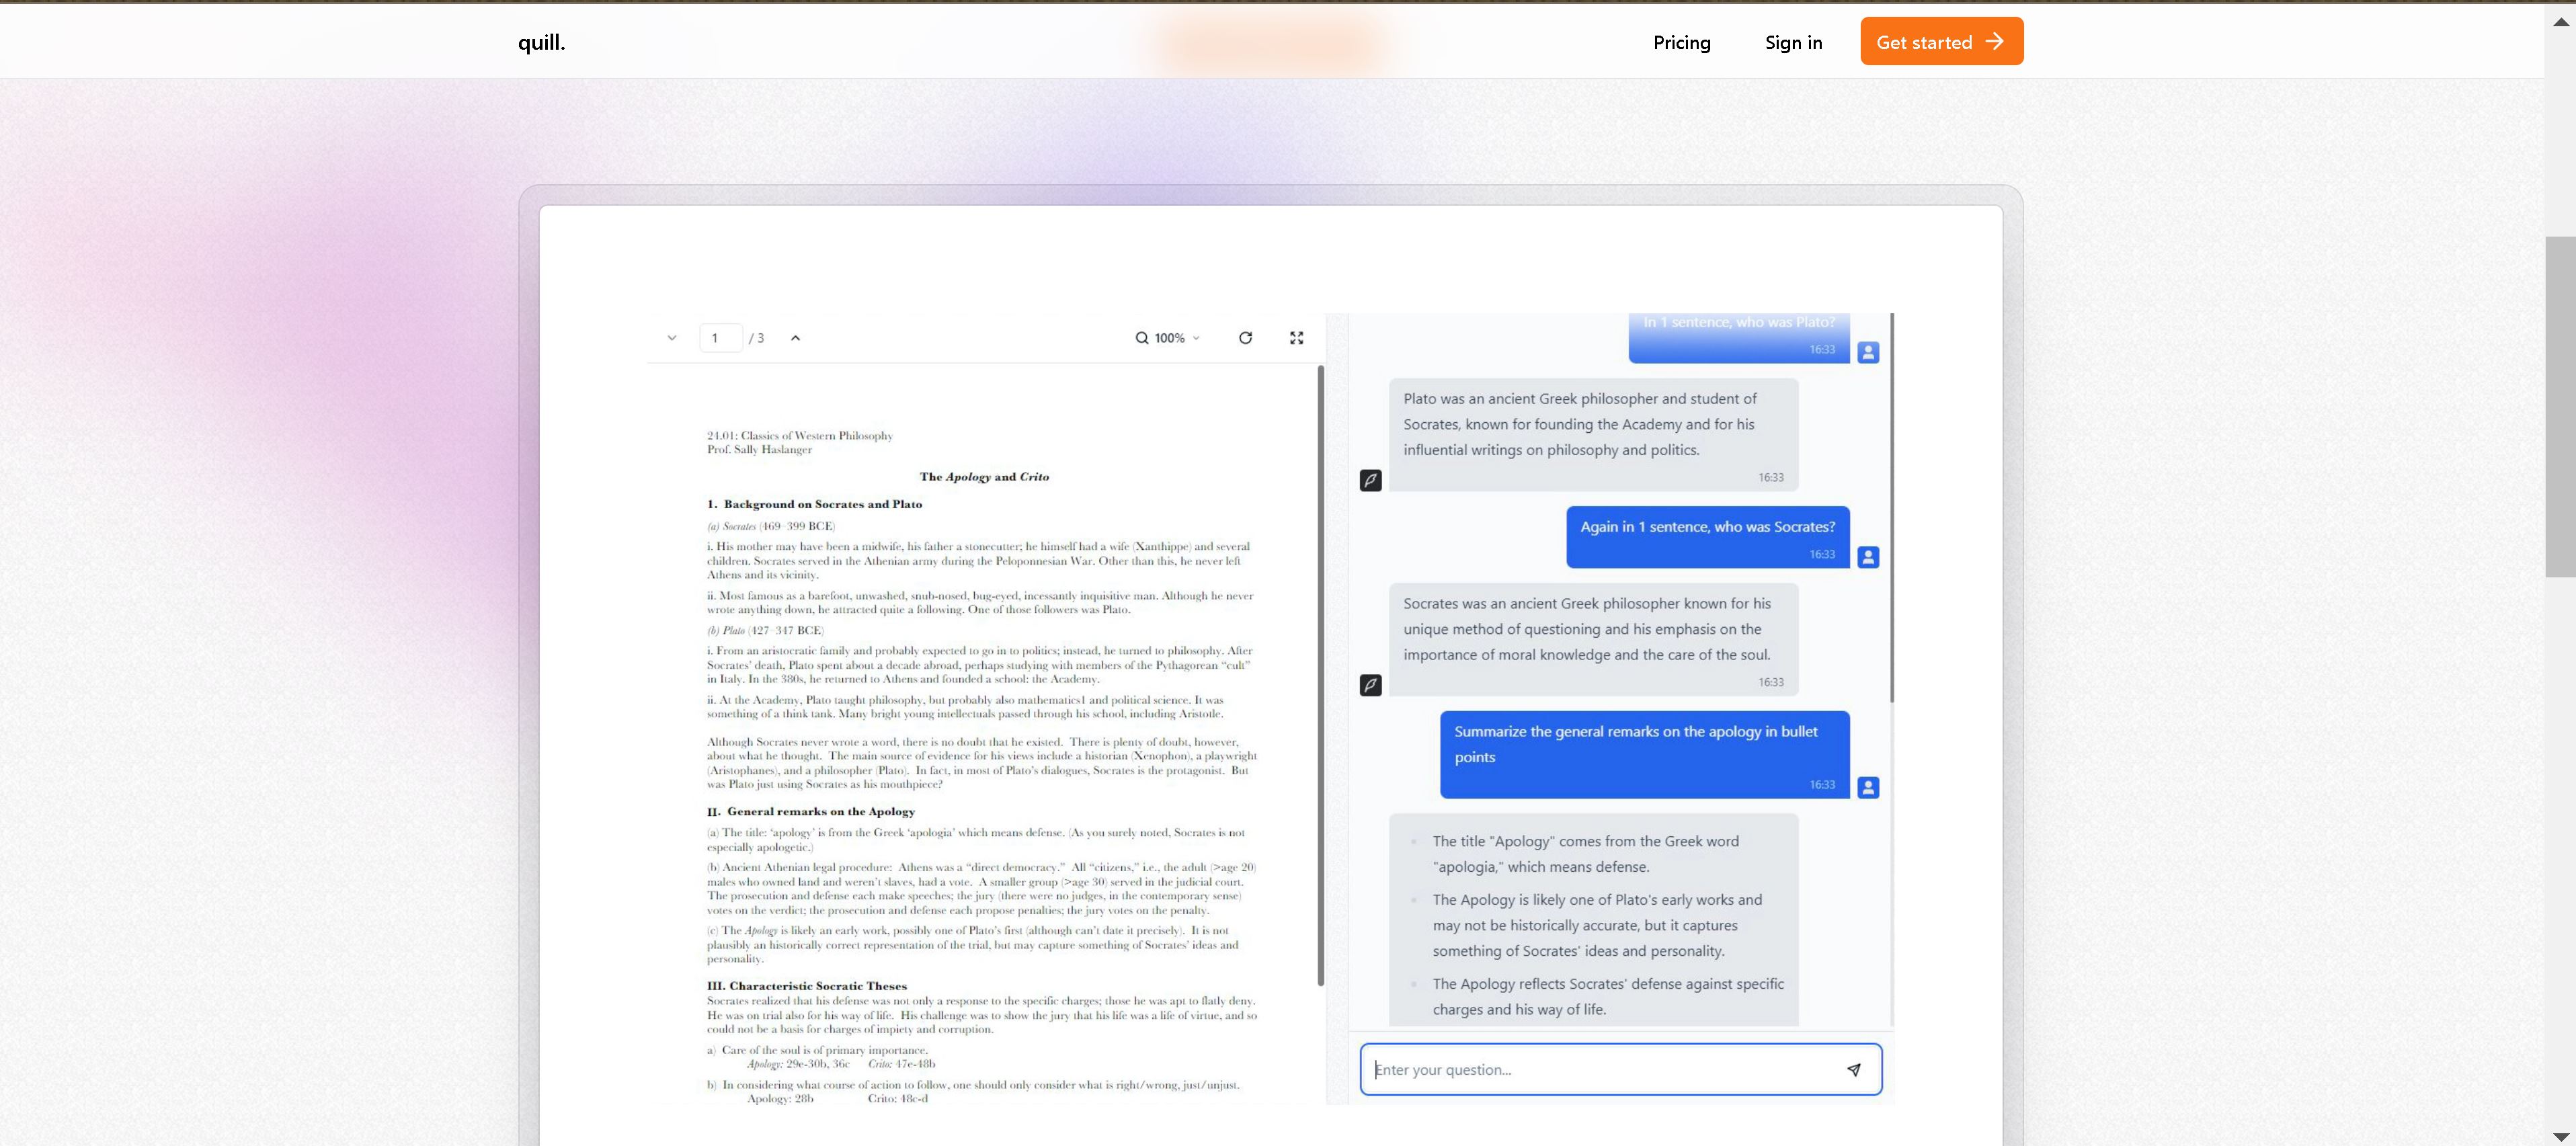 quill.
Pricing
Sign in
Get started
1
/ 3
100%
24.01: Classics of Western Philosophy
Prof. Sally Haslanger
The Apology and Crito
1. Background on Socrates and Plato
(a) Socrates (469-399 BCE)
i. His mother may have been a midwife, his father a stonecutter; he himself had a wife (Xanthippe) and several
children. Socrates served in the Athenian army during the Peloponnesian War. Other than this, he never left
Athens and its vicinity.
ii. Most famous as a barefoot, unwashed, snub-nosed, bug-eyed, incessantly inquisitive man. Although he never
wrote anything down, he attracted quite a following. One of those followers was Plato.
(b) Plato (427-347 BCE)
i. From an aristocratic family and probably expected to go in to politics; instead, he turned to philosophy. After
Socrates' death, Plato spent about a decade abroad, perhaps studying with members of the Pythagorean "cult"
in Italy. In the 380s, he returned to Athens and founded a school: the Academy.
ii. At the Academy, Plato taught philosophy, but probably also mathematics1 and political science. It was
something of a think tank. Many bright young intellectuals passed through his school, including Aristotle.
Although Socrates never wrote a word, there is no doubt that he existed. There is plenty of doubt, however,
about what he thought. The main source of evidence for his views include a historian (Xenophon), a playwright
(Aristophanes), and a philosopher (Plato). In fact, in most of Plato's dialogues, Socrates is the protagonist. But
was Plato just using Socrates as his mouthpiece?
II. General remarks on the Apology
(a) The title: 'apology' is from the Greek 'apologia' which means defense. (As you surely noted, Socrates is not
especially apologetic.)
(b) Ancient Athenian legal procedure: Athens was a "direct democracy." All "citizens," i.e., the adult (>age 20)
males who owned land and weren't slaves, had a vote. A smaller group (>age 30) served in the judicial court.
The prosecution and defense each make speeches; the jury (there were no judges, in the contemporary sense)
votes on the verdict; the prosecution and defense each propose penalties; the jury votes on the penalty.
(c) The Apology is likely an early work, possibly one of Plato's first (although can't date it precisely). It is not
plausibly an historically correct representation of the trial, but may capture something of Socrates' ideas and
personality.
III. Characteristic Socratic Theses
Socrates realized that his defense was not only a response to the specific charges; those he was apt to flatly deny.
He was on trial also for his way of life. His challenge was to show the jury that his life was a life of virtue, and so
could not be a basis for charges of impiety and corruption.
a) Care of the soul is of primary importance.
Apology: 29e-30b, 36c Crito: 47e-48b
b) In considering what course of action to follow, one should only consider what is right/wrong, just/unjust.
Apology: 28b Crito: 48c-d
In 1 sentence, who was Plato?
16:33
Plato was an ancient Greek philosopher and student of
Socrates, known for founding the Academy and for his
influential writings on philosophy and politics.
16:33
Again in 1 sentence, who was Socrates?
16:33
Socrates was an ancient Greek philosopher known for his
unique method of questioning and his emphasis on the
importance of moral knowledge and the care of the soul.
16:33
Summarize the general remarks on the apology in bullet
points
16:33
The title "Apology" comes from the Greek word
"apologia," which means defense.
The Apology is likely one of Plato's early works and
may not be historically accurate, but it captures
something of Socrates' ideas and personality.
The Apology reflects Socrates' defense against specific
charges and his way of life.
Enter your question...